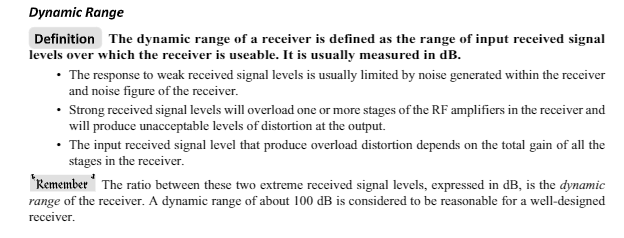 Dynamic Range
Definition The dynamic range of a receiver is defined as the range of input received signal
levels over which the receiver is useable. It is usually measured in dB.
• The response to weak received signal levels is usually limited by noise generated within the receiver
and noise figure of the receiver.
• Strong received signal levels will overload one or more stages of the RF amplifiers in the receiver and
will produce unacceptable levels of distortion at the output.
• The input received signal level that produce overload distortion depends on the total gain of all the
stages in the receiver.
Remember The ratio between these two extreme received signal levels, expressed in dB, is the dynamic
range of the receiver. A dynamic range of about 100 dB is considered to be reasonable for a well-designed
receiver.